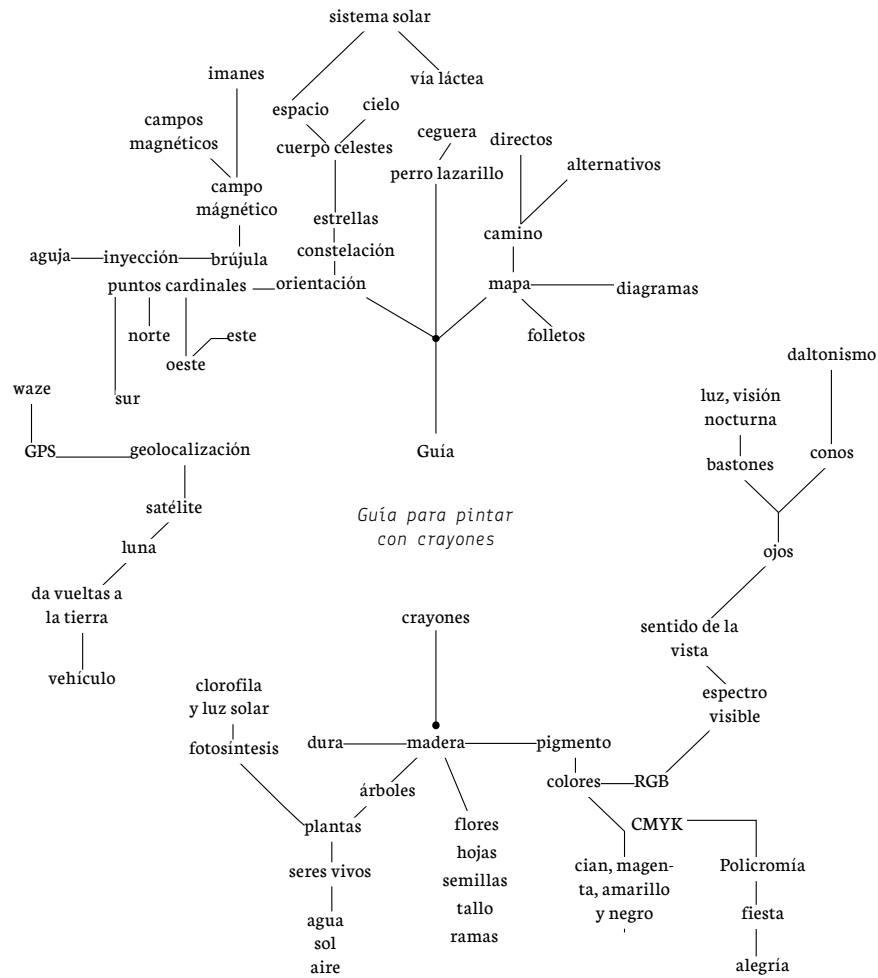 sistema solar
imanes
vía láctea
espacio
cielo
campos
magnéticos
ceguera
directos
cuerpo celestes
perro lazarillo
alternativos
campo
mágnético
estrellas
camino
constelación
aguja
inyección
brújula
puntos cardinales
orientación
mapa
diagramas
norte
este
folletos
oeste
daltonismo
waze
sur
luz, visión
nocturna
GPS
geolocalización
Guía
bastones
conos
satélite
Guía para pintar
con crayones
luna
ojos
da vueltas a
la tierra
crayones
sentido de la
vista
vehículo
clorofila
y luz solar
espectro
visible
fotosíntesis
dura
madera
pigmento
árboles
colores
RGB
plantas
flores
hojas
semillas
tallo
ramas
CMYK
seres vivos
cian, magen-
ta, amarillo
y negro
Policromía
agua
sol
aire
fiesta
alegría